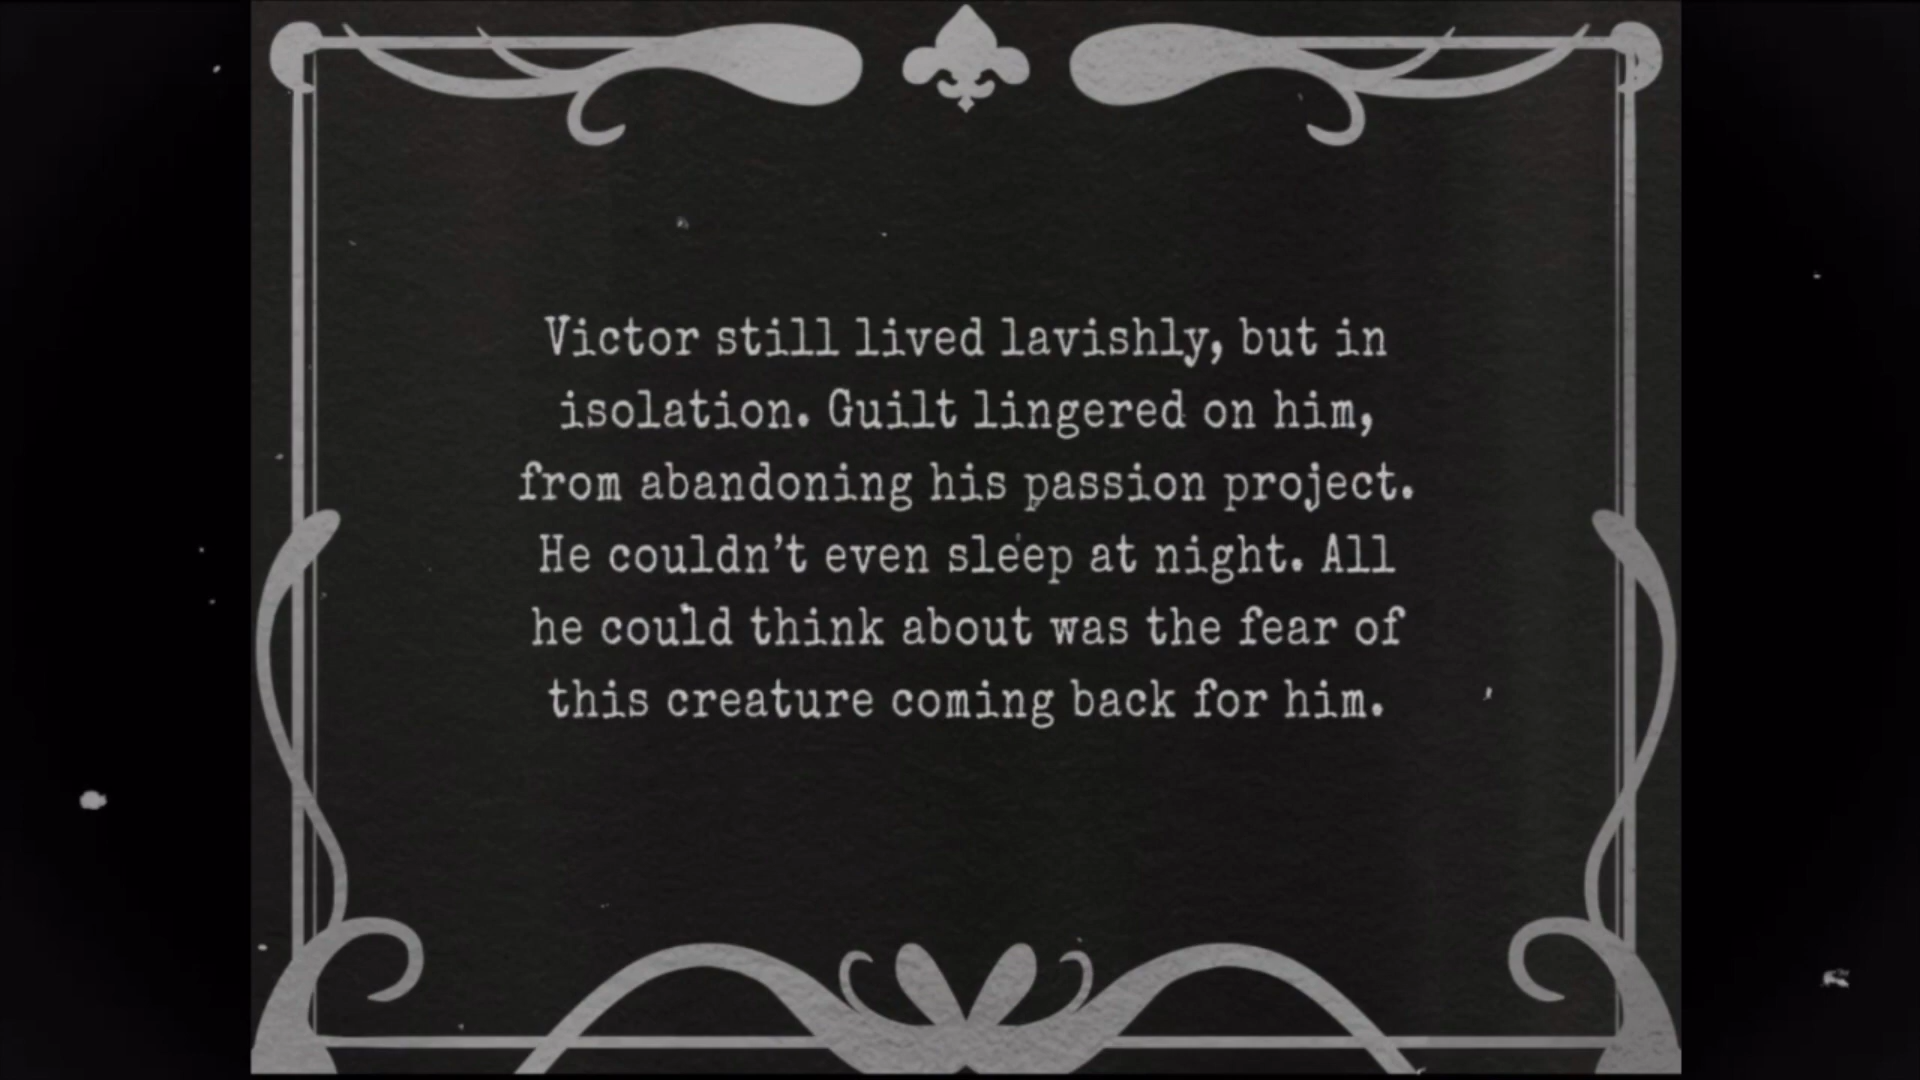 Victor still lived lavishly, but in
isolation. Guilt lingered on him,
from abandoning his passion project.
He couldn't even sleep at night. All
he could think about was the fear of
this creature coming back for him.